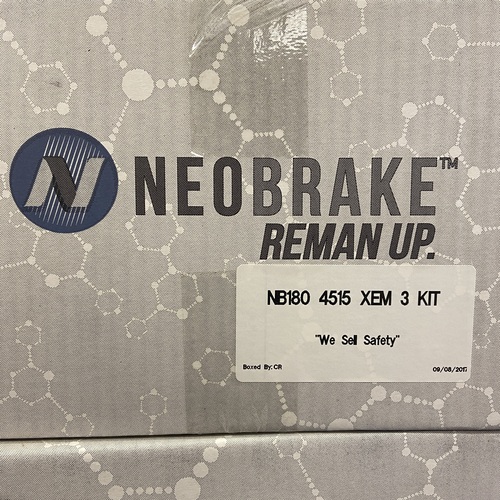 N NEOBRAKE™
REMAN UP.
NB180 4515 XEM 3 KIT
"We Sell Safety"
Boxed By: CR 09/08/2017